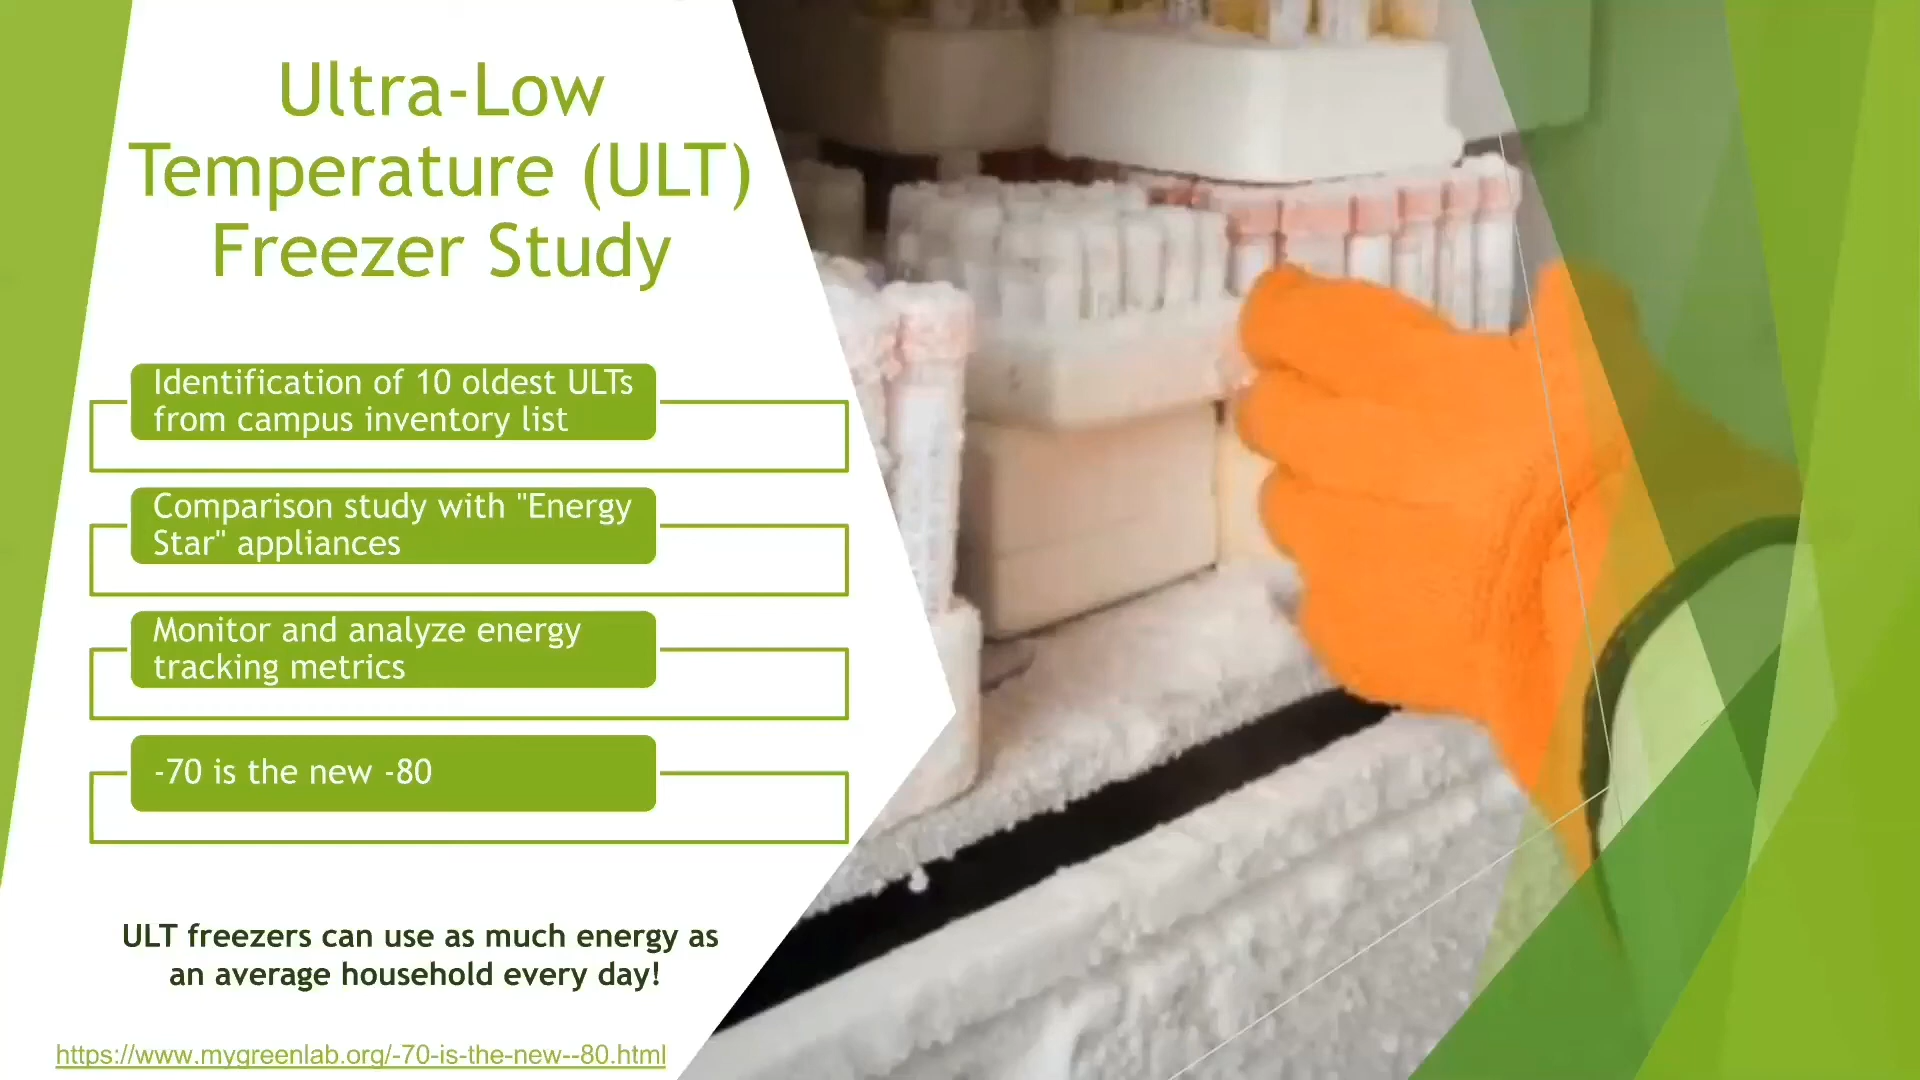 Ultra-Low
Temperature (ULT)
Freezer Study
Identification of 10 oldest ULTs
from campus inventory list
Comparison study with "Energy
Star" appliances
Monitor and analyze energy
tracking metrics
-70 is the new -80
ULT freezers can use as much energy as
an average household every day!
https://www.mygreenlab.org/-70-is-the-new--80.html